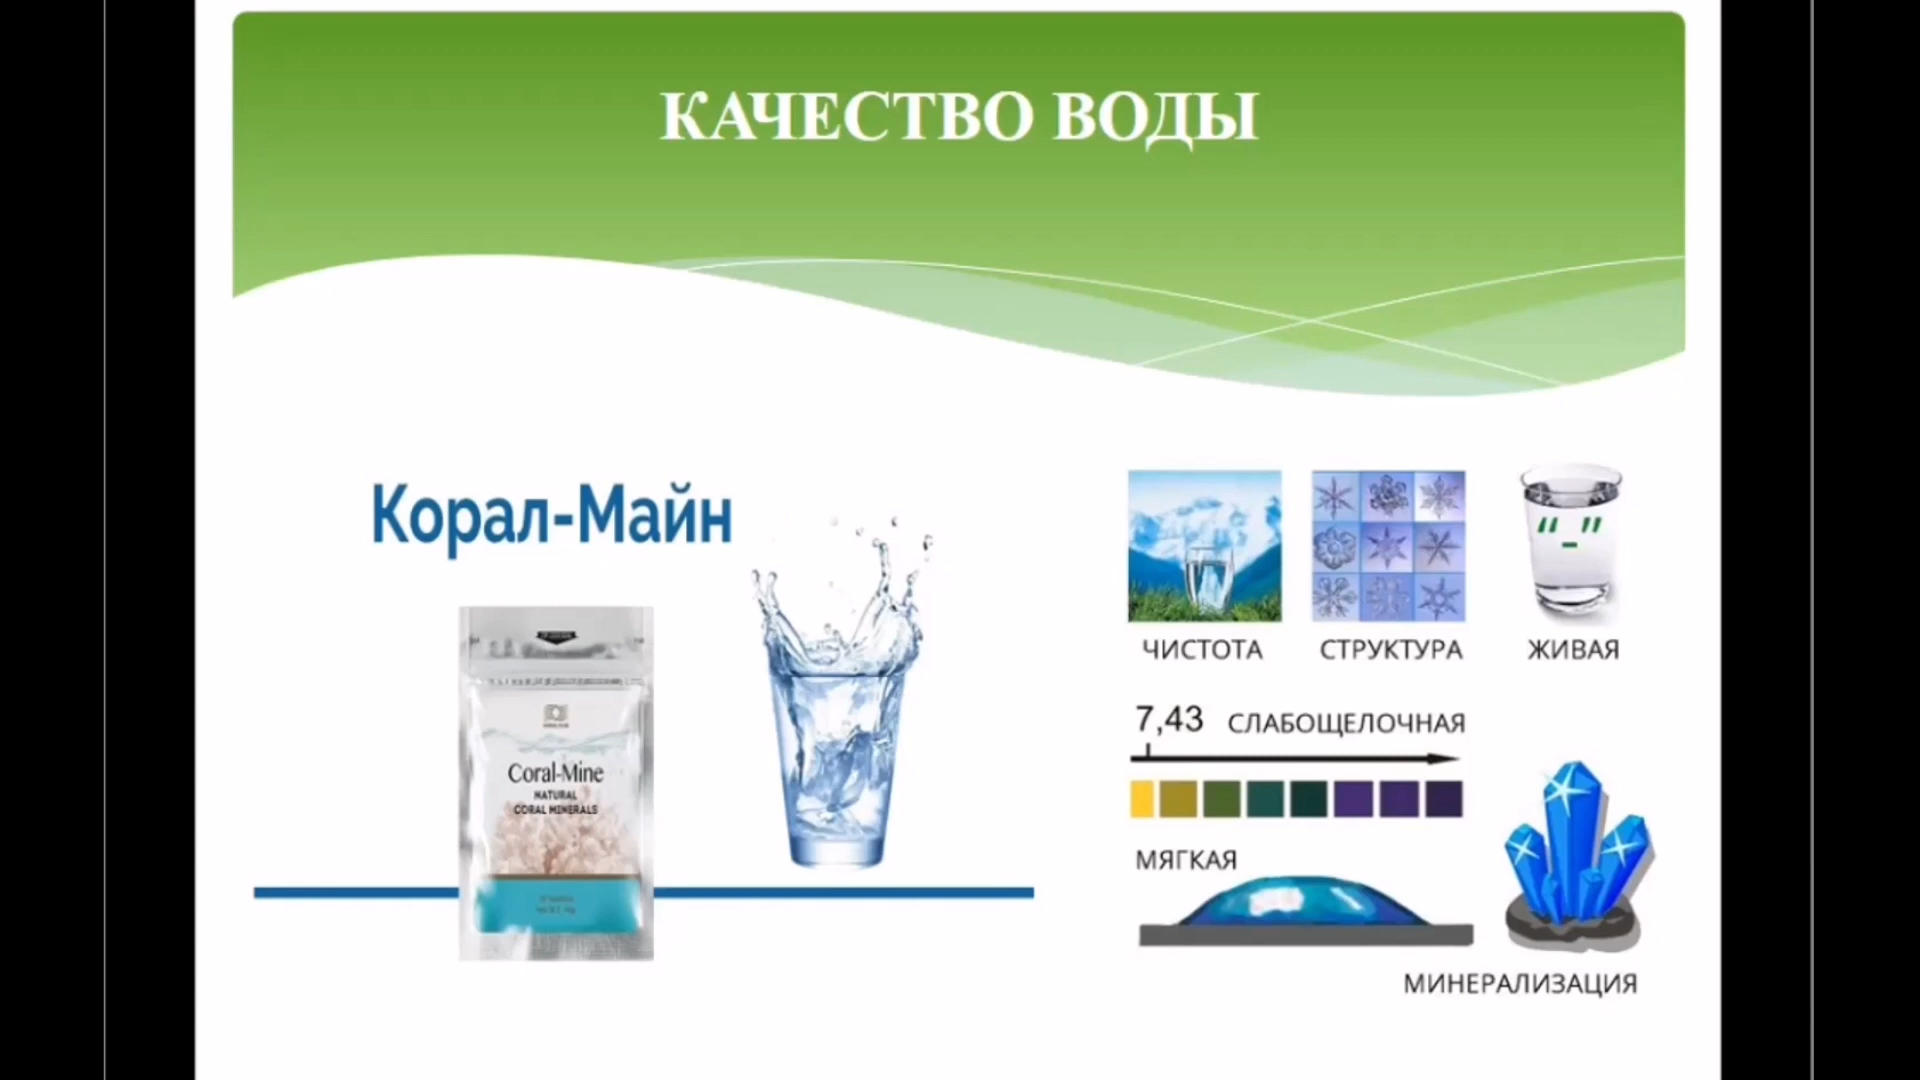 КАЧЕСТВО ВОДЫ
Корал-Майн
Coral-Mine
NATURAL
CORAL MINERALS
ЧИСТОТА
СТРУКТУРА
ЖИВАЯ
7,43 СЛАБОЩЕЛОЧНАЯ
МЯГКАЯ
МИНЕРАЛИЗАЦИЯ